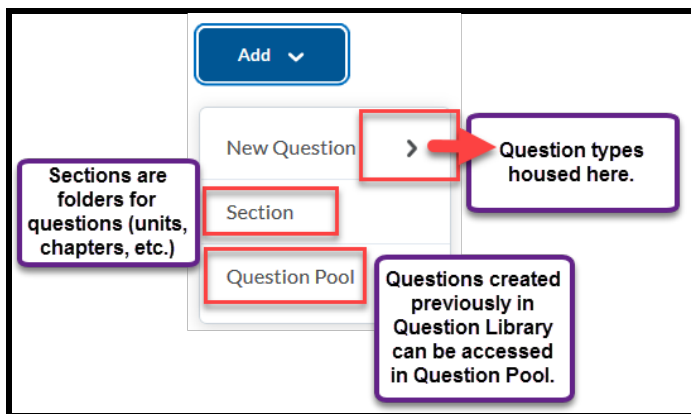 Add
New Question
Question types
housed here.
Sections are
folders for
questions (units,
chapters, etc.)
Section
Question Pool
Questions created
previously in
Question Library
can be accessed
in Question Pool.